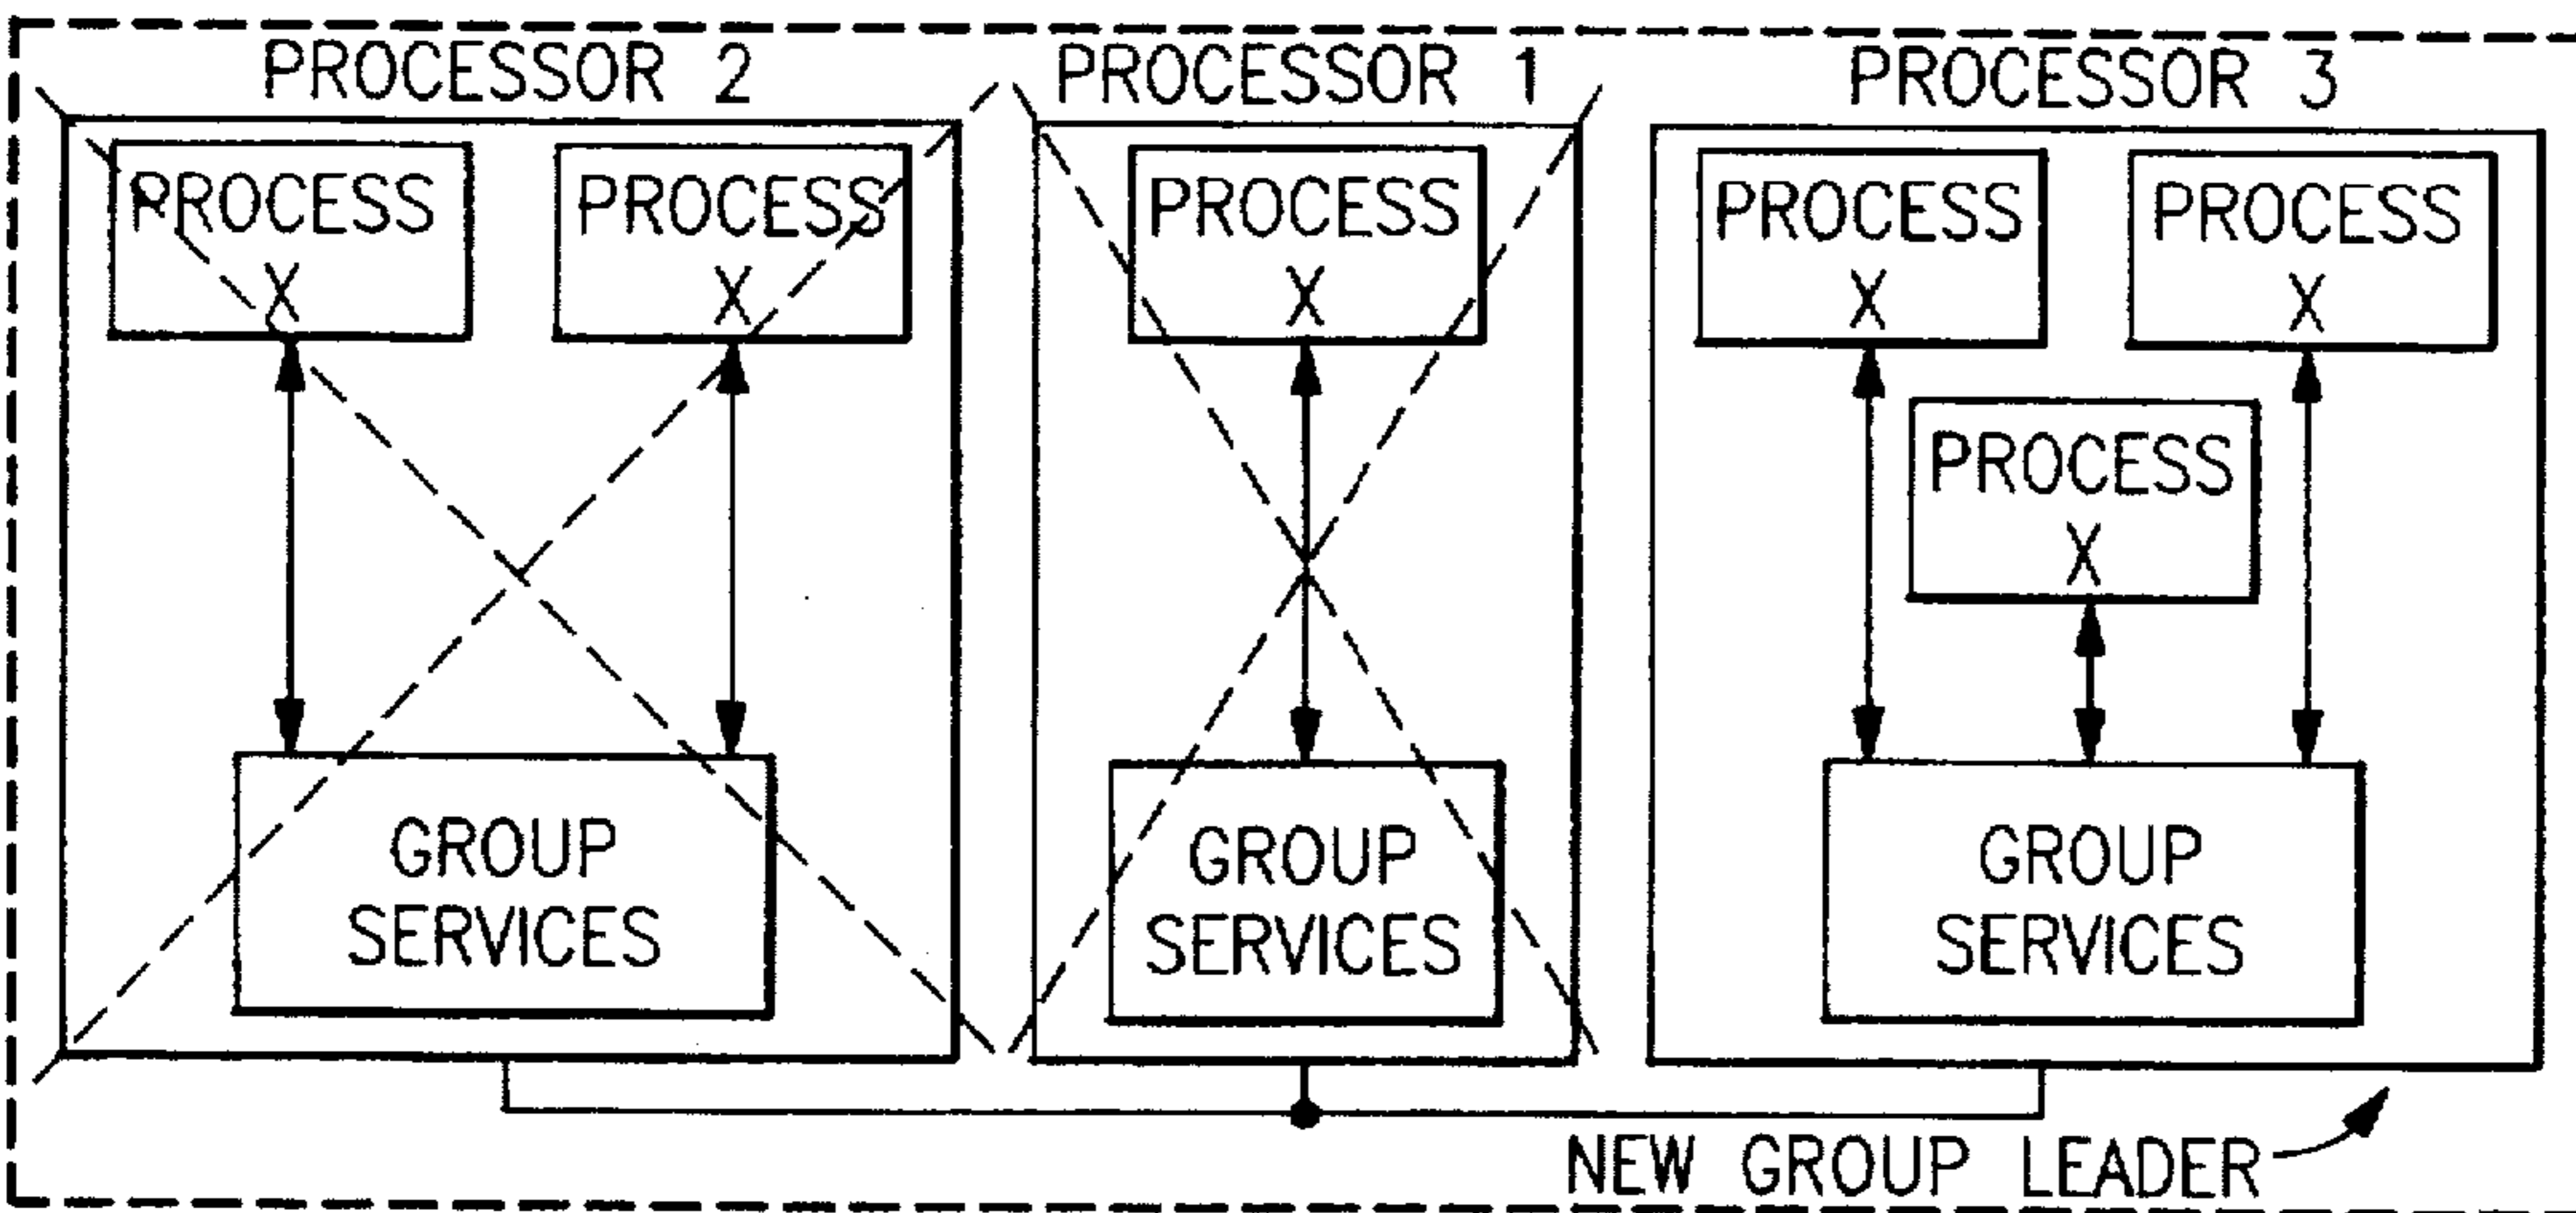 PROCESSOR 2
PROCESS
X
PROCESS
X
GROUP
SERVICES
PROCESSOR 1
PROCESS
X
GROUP
SERVICES
PROCESSOR 3
PROCESS
X
PROCESS
X
PROCESS
X
GROUP
SERVICES
NEW GROUP LEADER